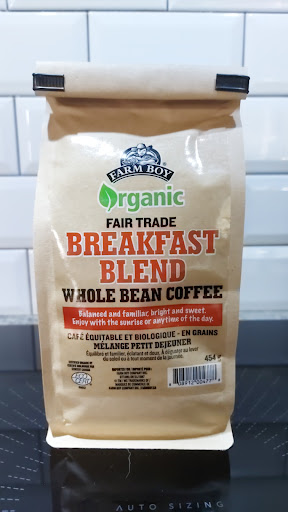 FARM BOY
Organic
FAIR TRADE
BREAKFAST
BLEND
WHOLE BEAN COFFEE
Balanced and familiar, bright and sweet.
Enjoy with the sunrise or anytime of the day.
CAFÉ ÉQUITABLE ET BIOLOGIQUE - EN GRAINS
MÉLANGE PETIT DÉJEUNER
Équilibré et familier, éclatant et doux, À déguster au lever
du soleil ou à tout moment de la journée.
454 g
AUTO SIZING